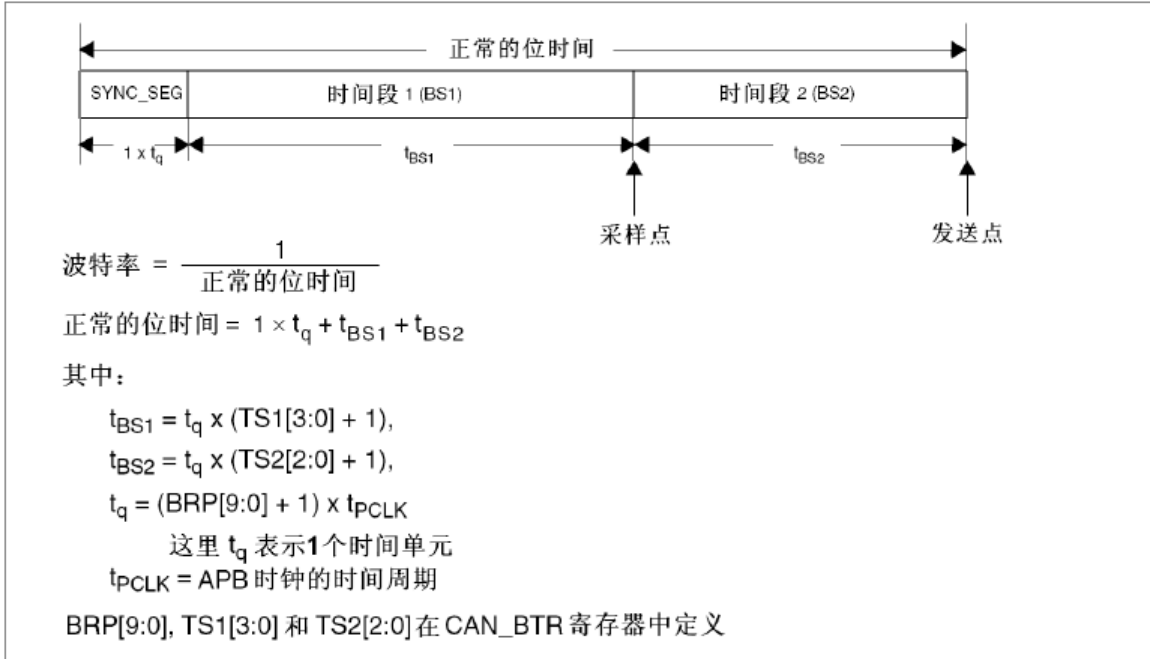 正常的位时间
SYNC_SEG 时间段 1 (BS1) 时间段 2 (BS2)
1 x tq tBS1 tBS2
采样点 发送点
波特率 = 1 / 正常的位时间
正常的位时间 = 1 × tq + tBS1 + tBS2
其中：
tBS1 = tq x (TS1[3:0] + 1),
tBS2 = tq x (TS2[2:0] + 1),
tq = (BRP[9:0] + 1) x tPCLK
这里 tq 表示1个时间单元
tPCLK = APB 时钟的时间周期
BRP[9:0], TS1[3:0] 和 TS2[2:0] 在 CAN_BTR 寄存器中定义